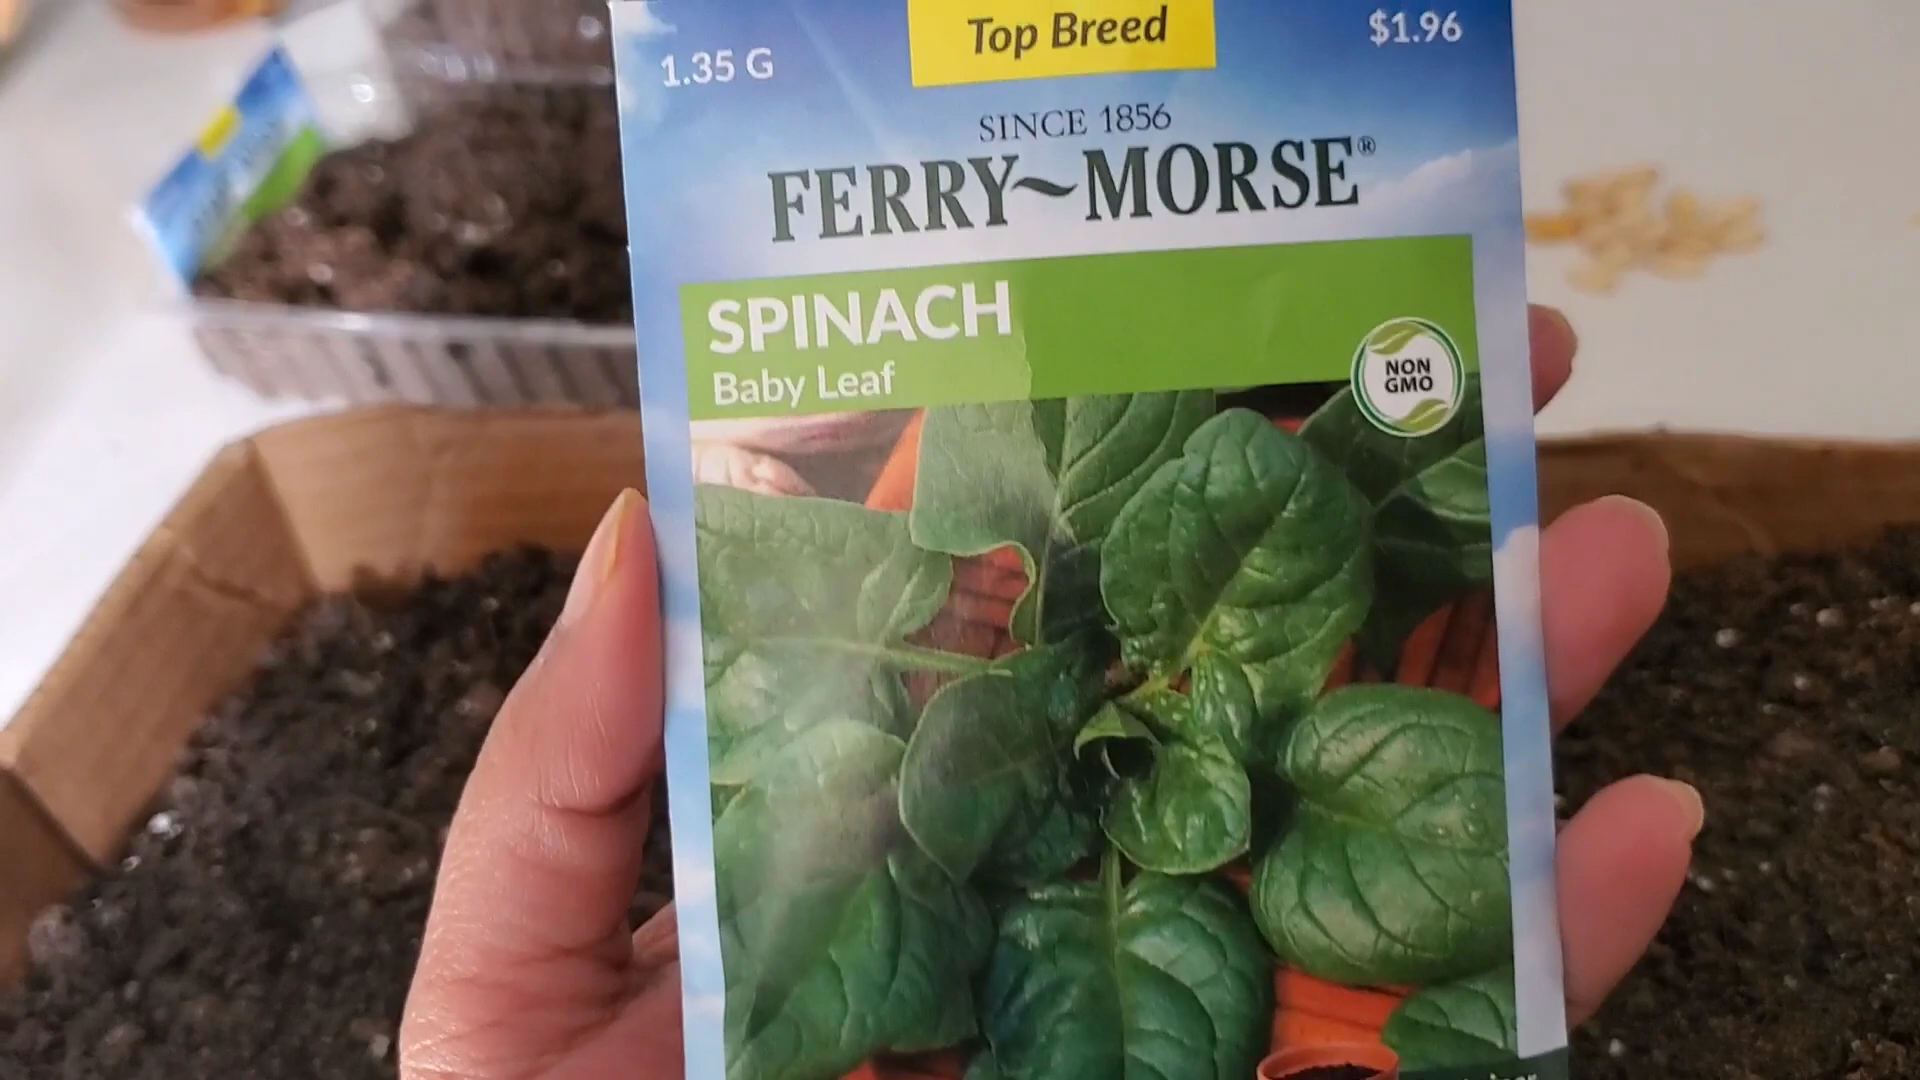 Top Breed
$1.96
1.35 G
SINCE 1856
FERRY~MORSE®
SPINACH
Baby Leaf
NON
GMO